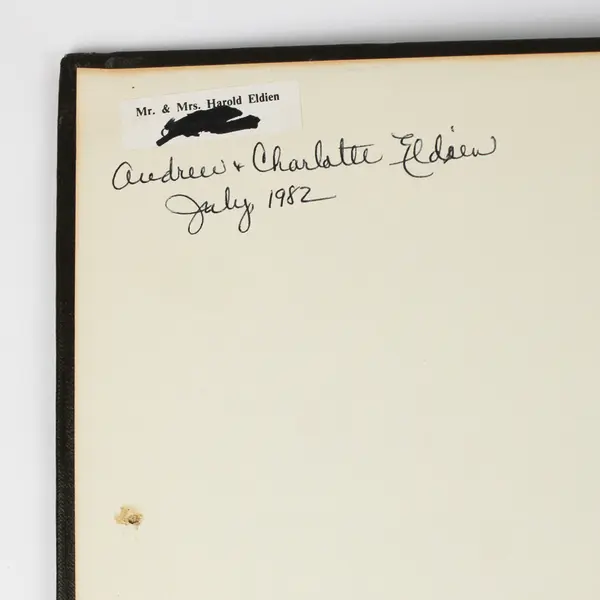 Mr. & Mrs. Harold Eldien
Andrew + Charlotte Eldien
July, 1982